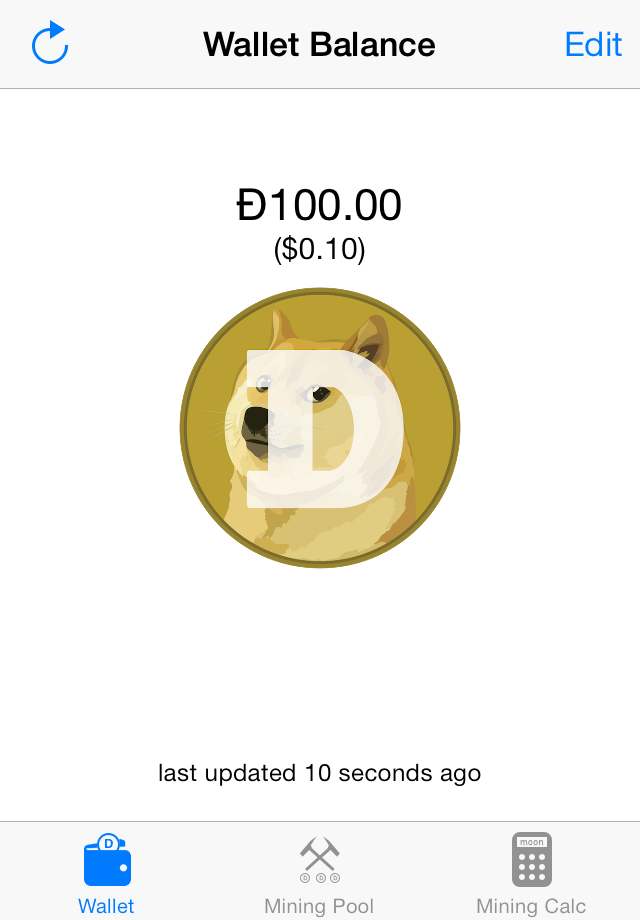 Wallet Balance
Edit
Đ100.00
($0.10)
D
last updated 10 seconds ago
D
moon
D D D
Wallet
Mining Pool
Mining Calc